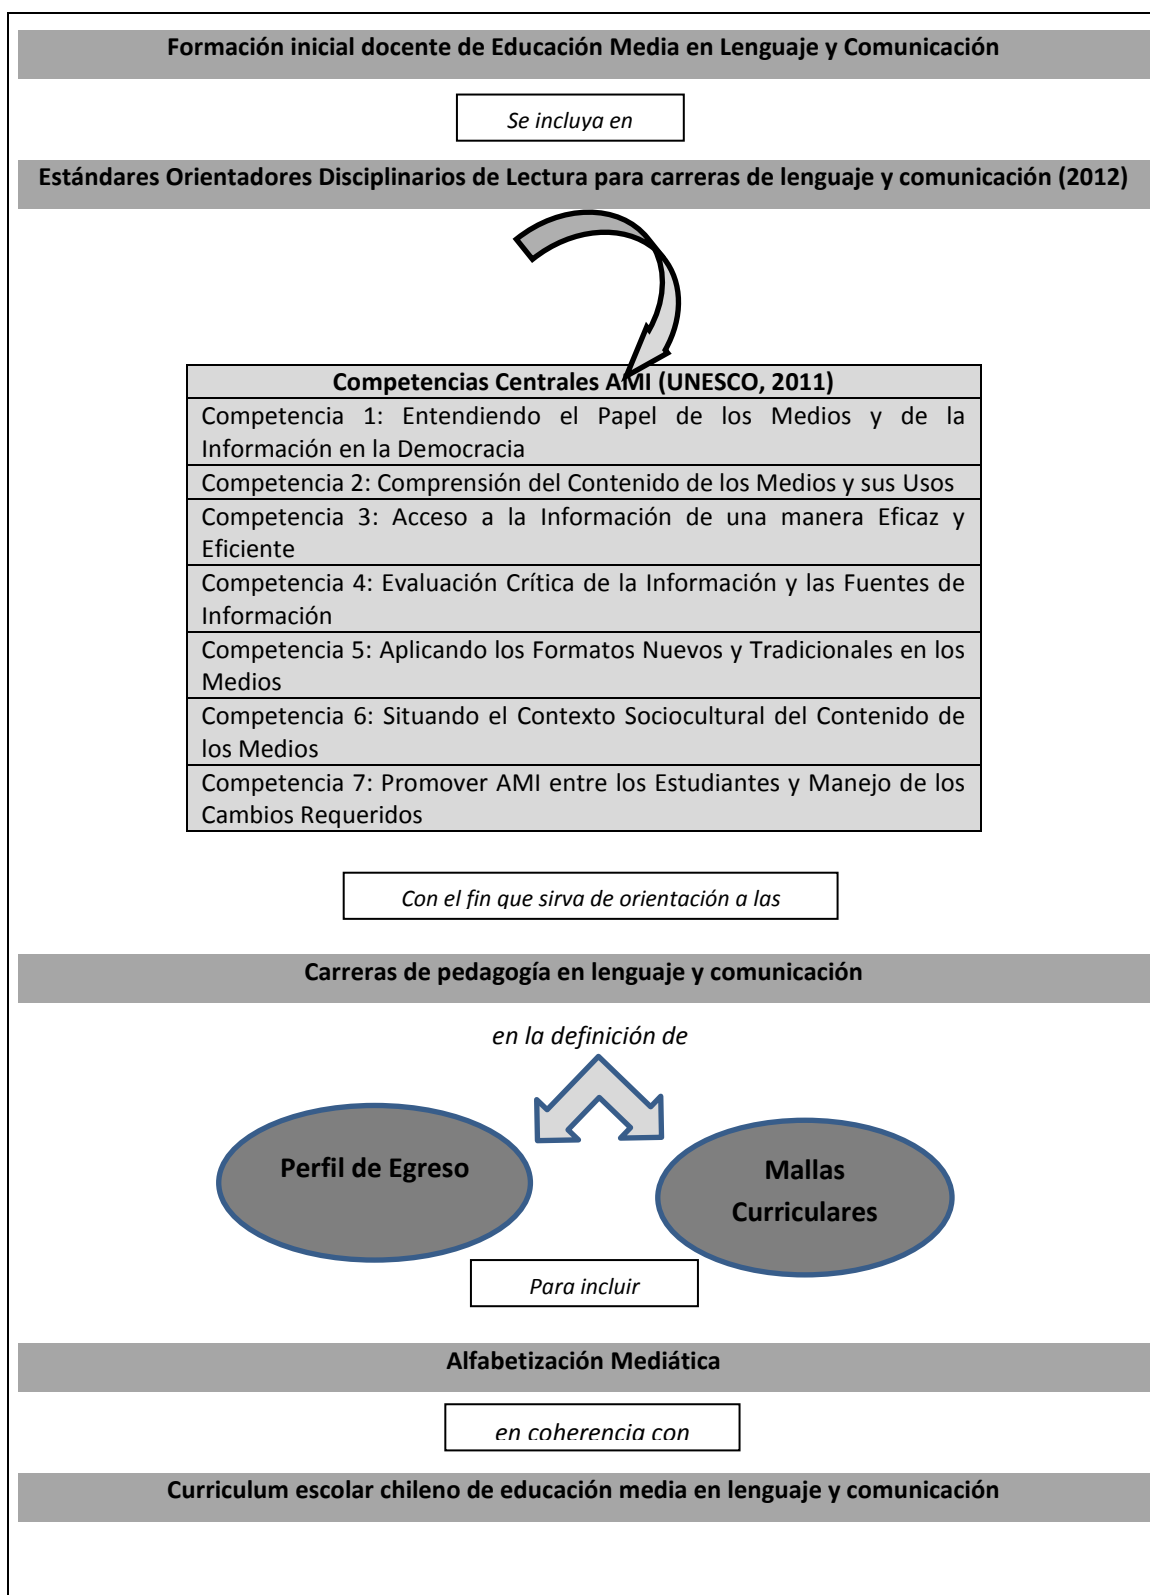 Formación inicial docente de Educación Media en Lenguaje y Comunicación
Se incluya en
Estándares Orientadores Disciplinarios de Lectura para carreras de lenguaje y comunicación (2012)
Competencias Centrales AMI (UNESCO, 2011)
Competencia 1: Entendiendo el Papel de los Medios y de la
Información en la Democracia
Competencia 2: Comprensión del Contenido de los Medios y sus Usos
Competencia 3: Acceso a la Información de una manera Eficaz y
Eficiente
Competencia 4: Evaluación Crítica de la Información y las Fuentes de
Información
Competencia 5: Aplicando los Formatos Nuevos y Tradicionales en los
Medios
Competencia 6: Situando el Contexto Sociocultural del Contenido de
los Medios
Competencia 7: Promover AMI entre los Estudiantes y Manejo de los
Cambios Requeridos
Con el fin que sirva de orientación a las
Carreras de pedagogía en lenguaje y comunicación
en la definición de
Perfil de Egreso
Mallas
Curriculares
Para incluir
Alfabetización Mediática
en coherencia con
Curriculum escolar chileno de educación media en lenguaje y comunicación